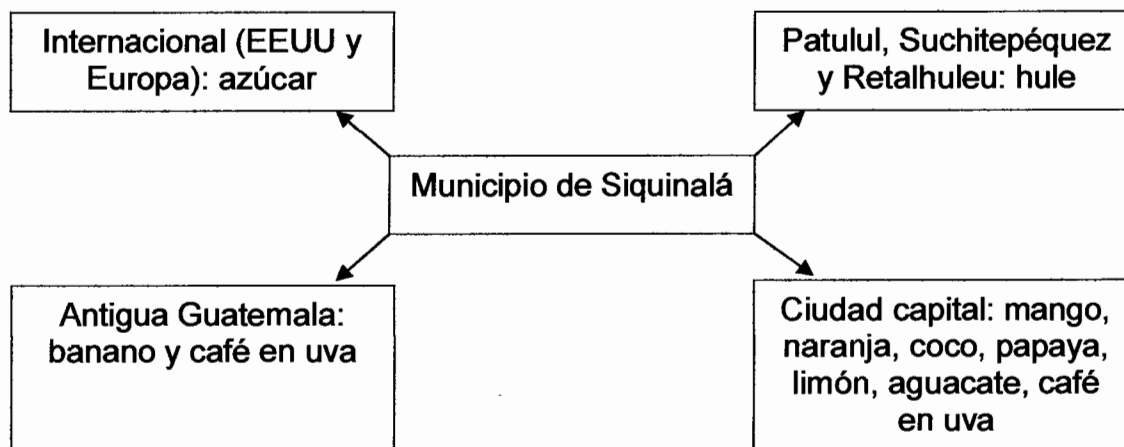 Internacional (EEUU y
Europa): azúcar
Patulul, Suchitepéquez
y Retalhuleu: hule
Municipio de Siquinalá
Antigua Guatemala:
banano y café en uva
Ciudad capital: mango,
naranja, coco, papaya,
limón, aguacate, café
en uva